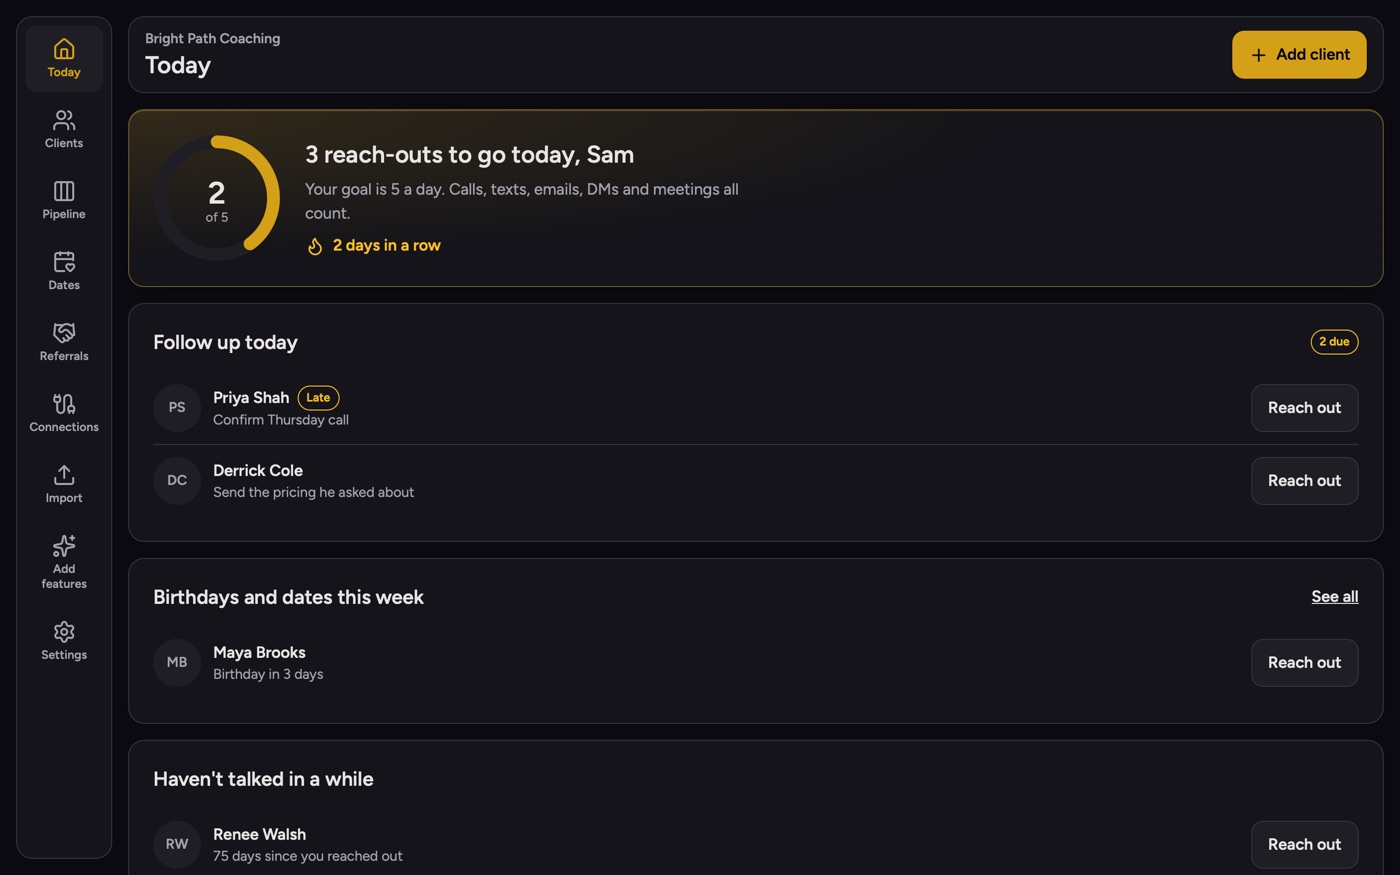 Today
Clients
Pipeline
Dates
Referrals
Connections
Import
Add
features
Settings
Bright Path Coaching
Today
Add client
2
of 5
3 reach-outs to go today, Sam
Your goal is 5 a day. Calls, texts, emails, DMs and meetings all
count.
2 days in a row
Follow up today
2 due
PS
Priya Shah
Late
Confirm Thursday call
Reach out
DC
Derrick Cole
Send the pricing he asked about
Reach out
Birthdays and dates this week
See all
MB
Maya Brooks
Birthday in 3 days
Reach out
Haven't talked in a while
RW
Renee Walsh
75 days since you reached out
Reach out